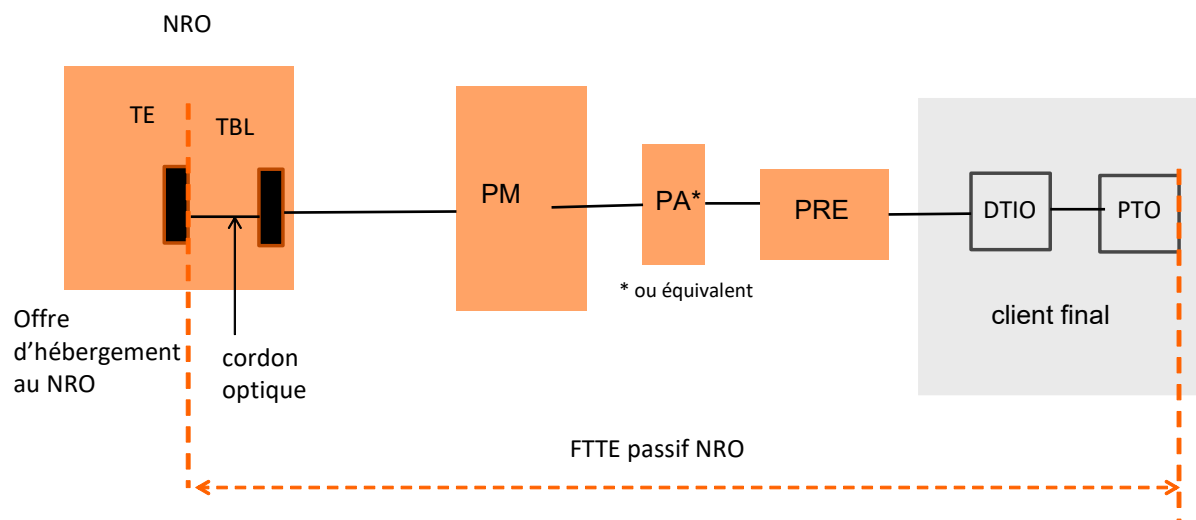 NRO
TE
TBL
PM
PA*
PRE
DTIO
PTO
* ou équivalent
client final
Offre
d’hébergement
au NRO
cordon
optique
FTTE passif NRO